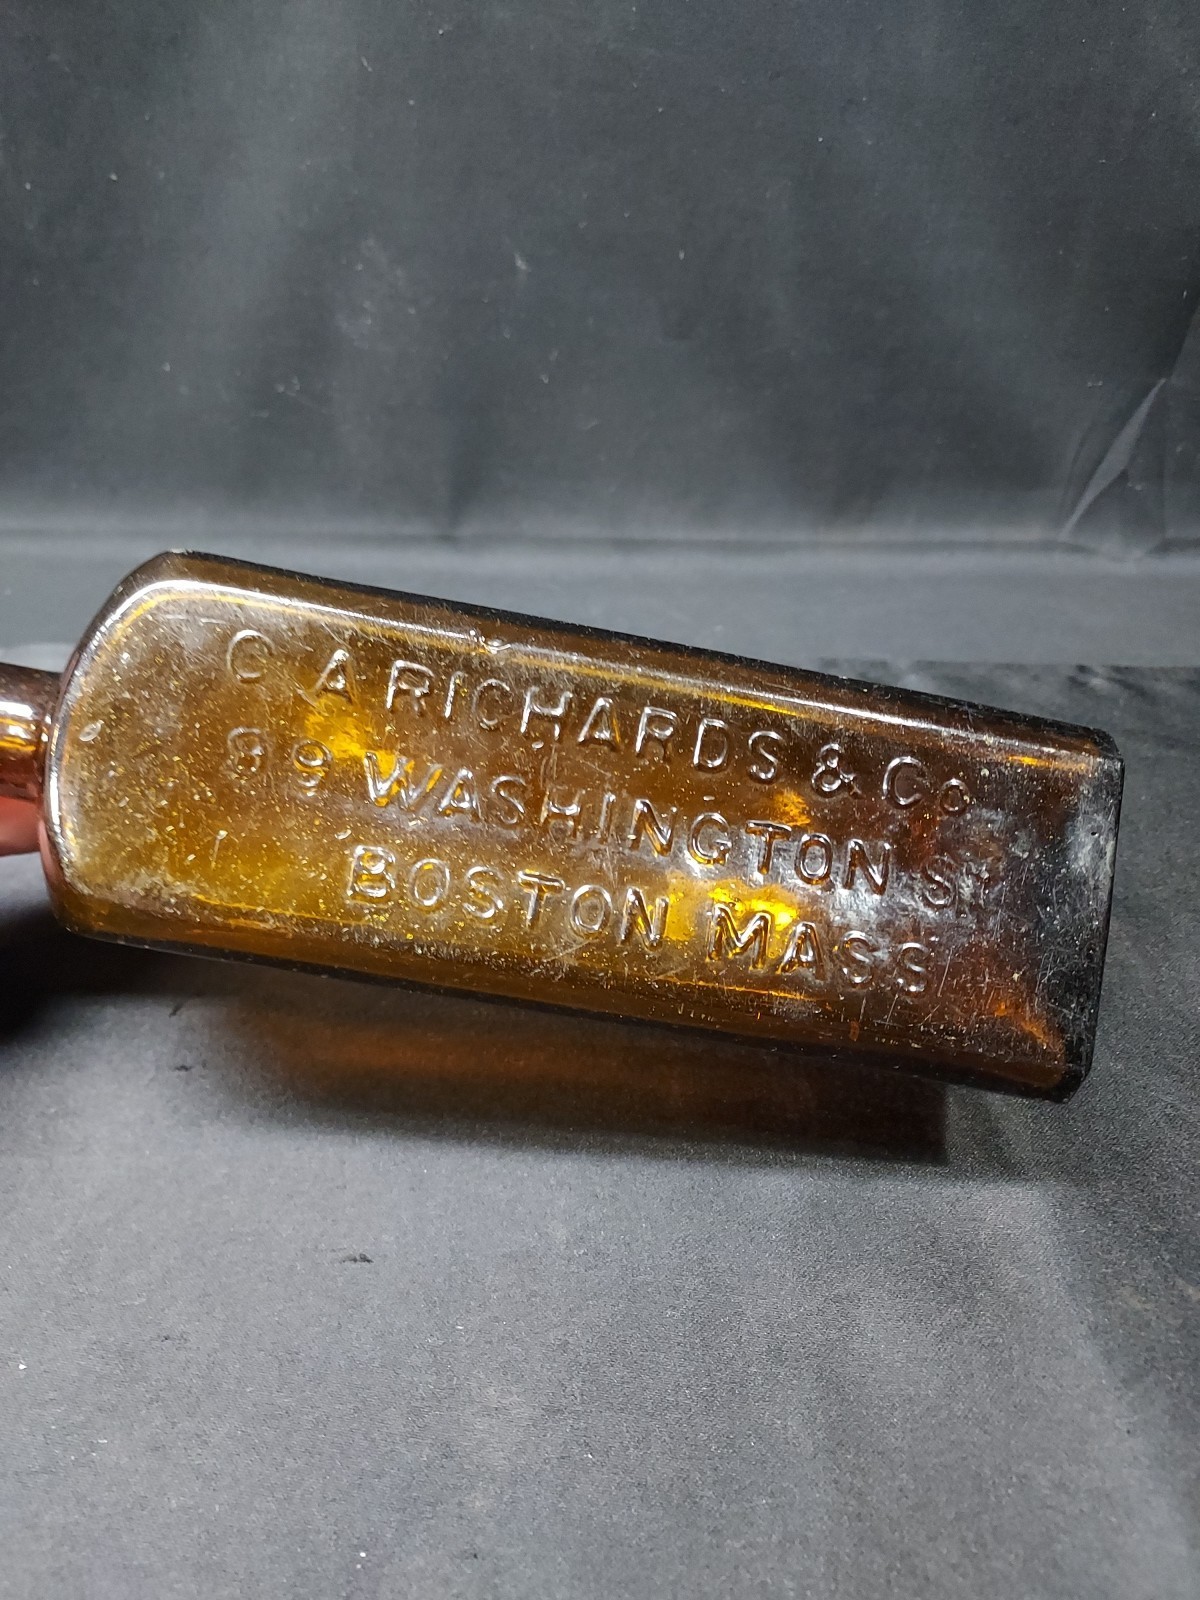 C A RICHARDS & Co
89 WASHINGTON ST
BOSTON MASS